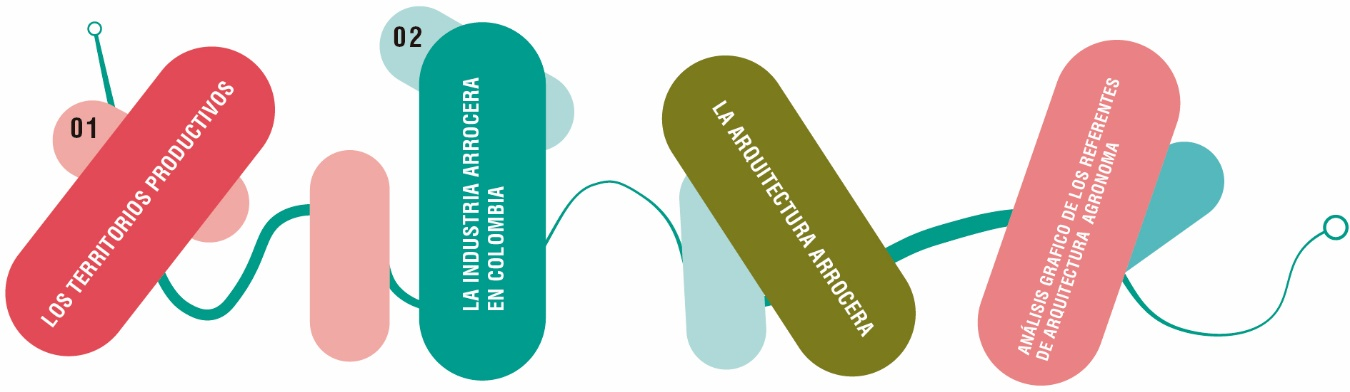 01
LOS TERRITORIOS PRODUCTIVOS
02
LA INDUSTRIA ARROCERA
EN COLOMBIA
LA ARQUITECTURA ARROCERA
ANÁLISIS GRAFICO DE LOS REFERENTES
DE ARQUITECTURA AGRONOMA